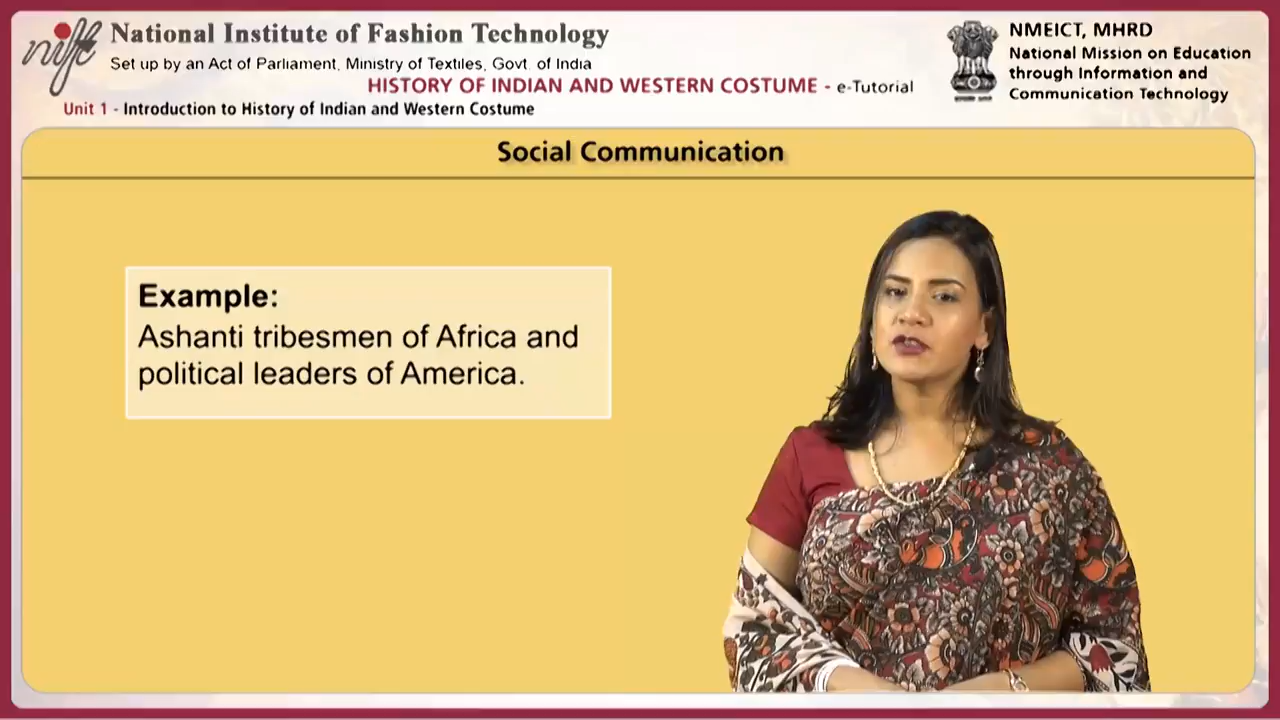 nift
National Institute of Fashion Technology
Set up by an Act of Parliament, Ministry of Textiles, Govt. of India
HISTORY OF INDIAN AND WESTERN COSTUME - e-Tutorial
Unit 1 - Introduction to History of Indian and Western Costume
NMEICT, MHRD
National Mission on Education
through Information and
Communication Technology
Social Communication
Example:
Ashanti tribesmen of Africa and
political leaders of America.